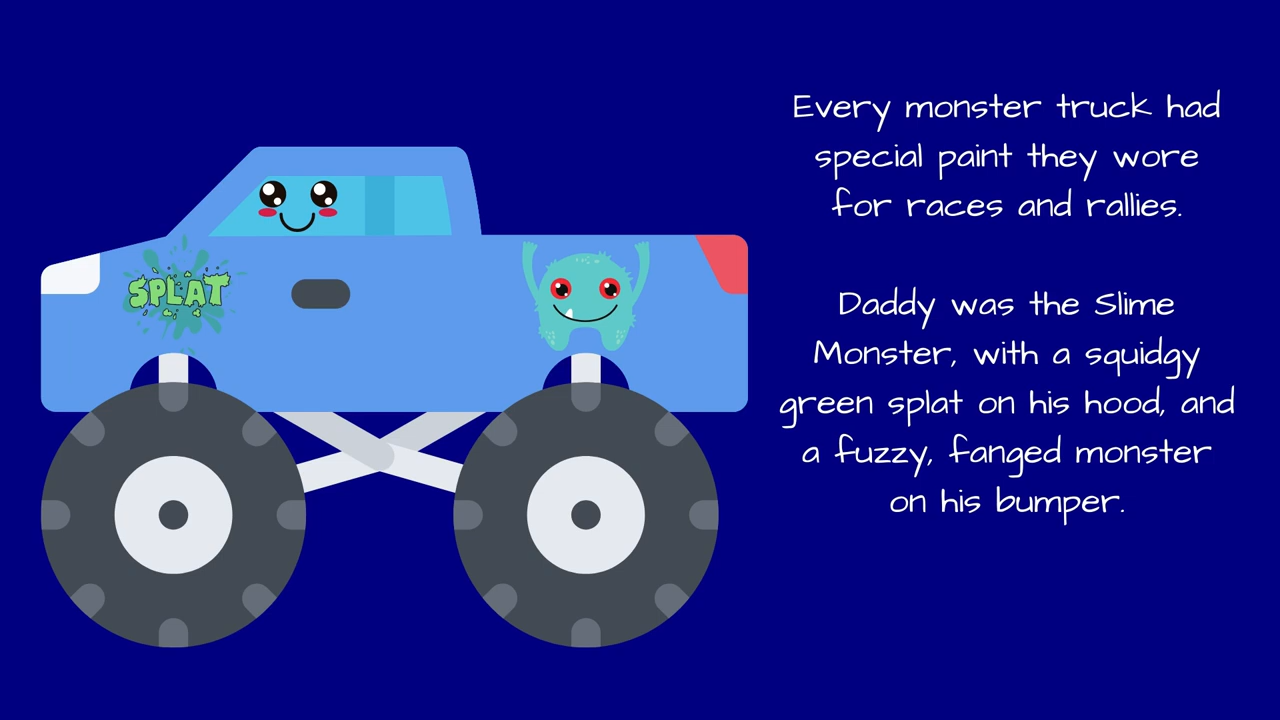 SPLAT
Every monster truck had
special paint they wore
for races and rallies.
Daddy was the Slime
Monster, with a squidgy
green splat on his hood, and
a fuzzy, fanged monster
on his bumper.